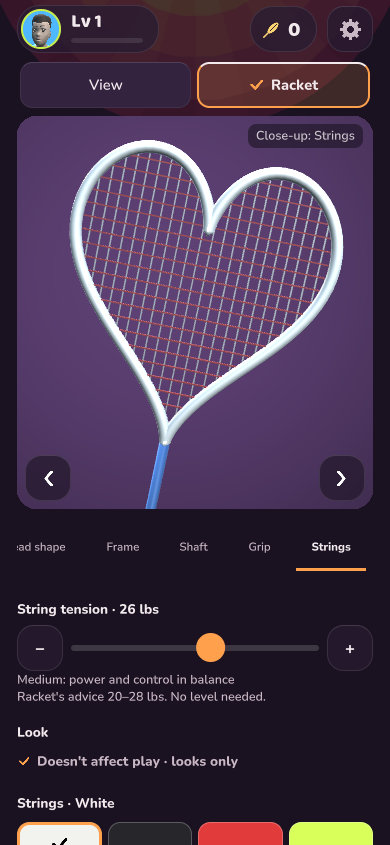 Lv 1
0
View
Racket
Close-up: Strings
ead shape
Frame
Shaft
Grip
Strings
String tension · 26 lbs
Medium: power and control in balance
Racket's advice 20–28 lbs. No level needed.
Look
Doesn't affect play · looks only
Strings · White